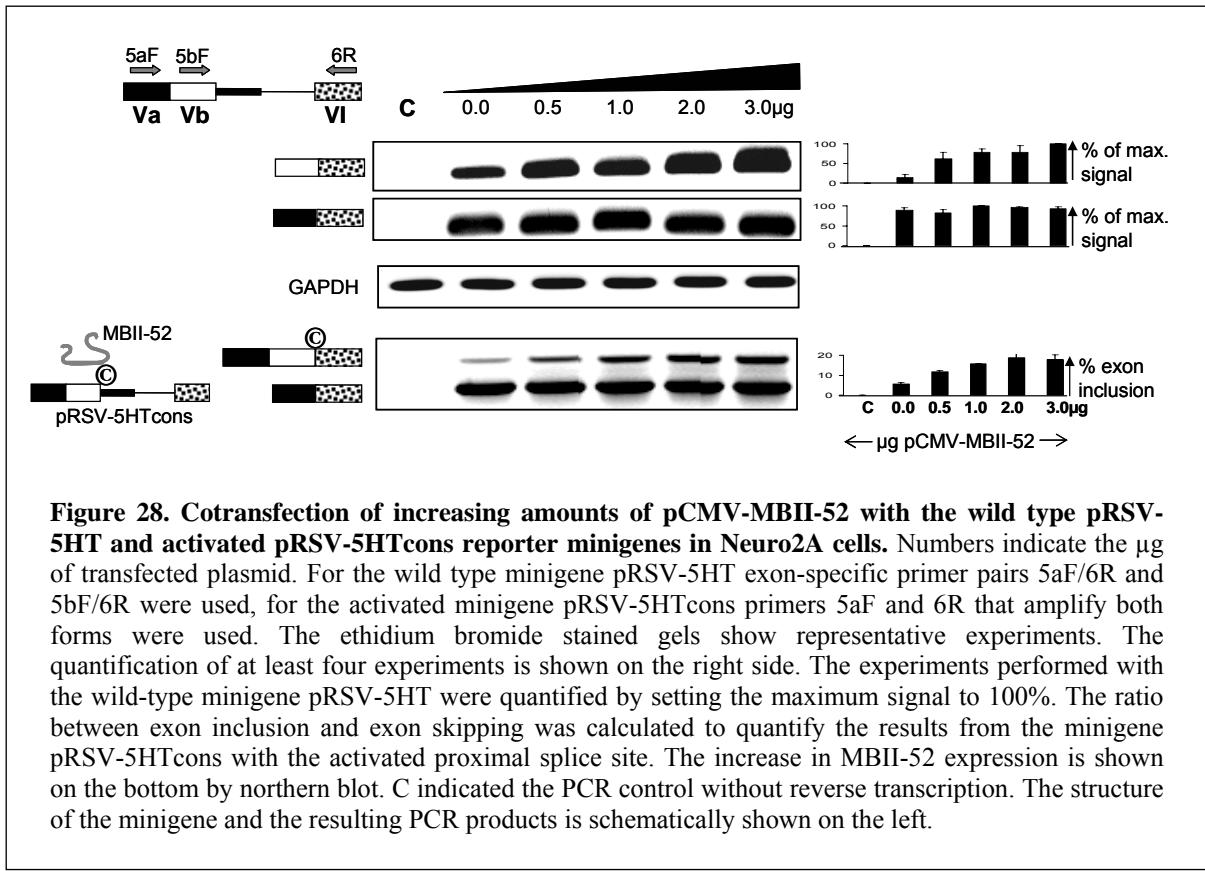 5aF 5bF 6R
Va Vb VI
C 0.0 0.5 1.0 2.0 3.0µg
100
50
0
% of max.
signal
100
50
0
% of max.
signal
GAPDH
MBII-52
©
©
pRSV-5HTcons
20
10
0
% exon
inclusion
C 0.0 0.5 1.0 2.0 3.0µg
← µg pCMV-MBII-52 →
Figure 28. Cotransfection of increasing amounts of pCMV-MBII-52 with the wild type pRSV-
5HT and activated pRSV-5HTcons reporter minigenes in Neuro2A cells. Numbers indicate the µg
of transfected plasmid. For the wild type minigene pRSV-5HT exon-specific primer pairs 5aF/6R and
5bF/6R were used, for the activated minigene pRSV-5HTcons primers 5aF and 6R that amplify both
forms were used. The ethidium bromide stained gels show representative experiments. The
quantification of at least four experiments is shown on the right side. The experiments performed with
the wild-type minigene pRSV-5HT were quantified by setting the maximum signal to 100%. The ratio
between exon inclusion and exon skipping was calculated to quantify the results from the minigene
pRSV-5HTcons with the activated proximal splice site. The increase in MBII-52 expression is shown
on the bottom by northern blot. C indicated the PCR control without reverse transcription. The structure
of the minigene and the resulting PCR products is schematically shown on the left.